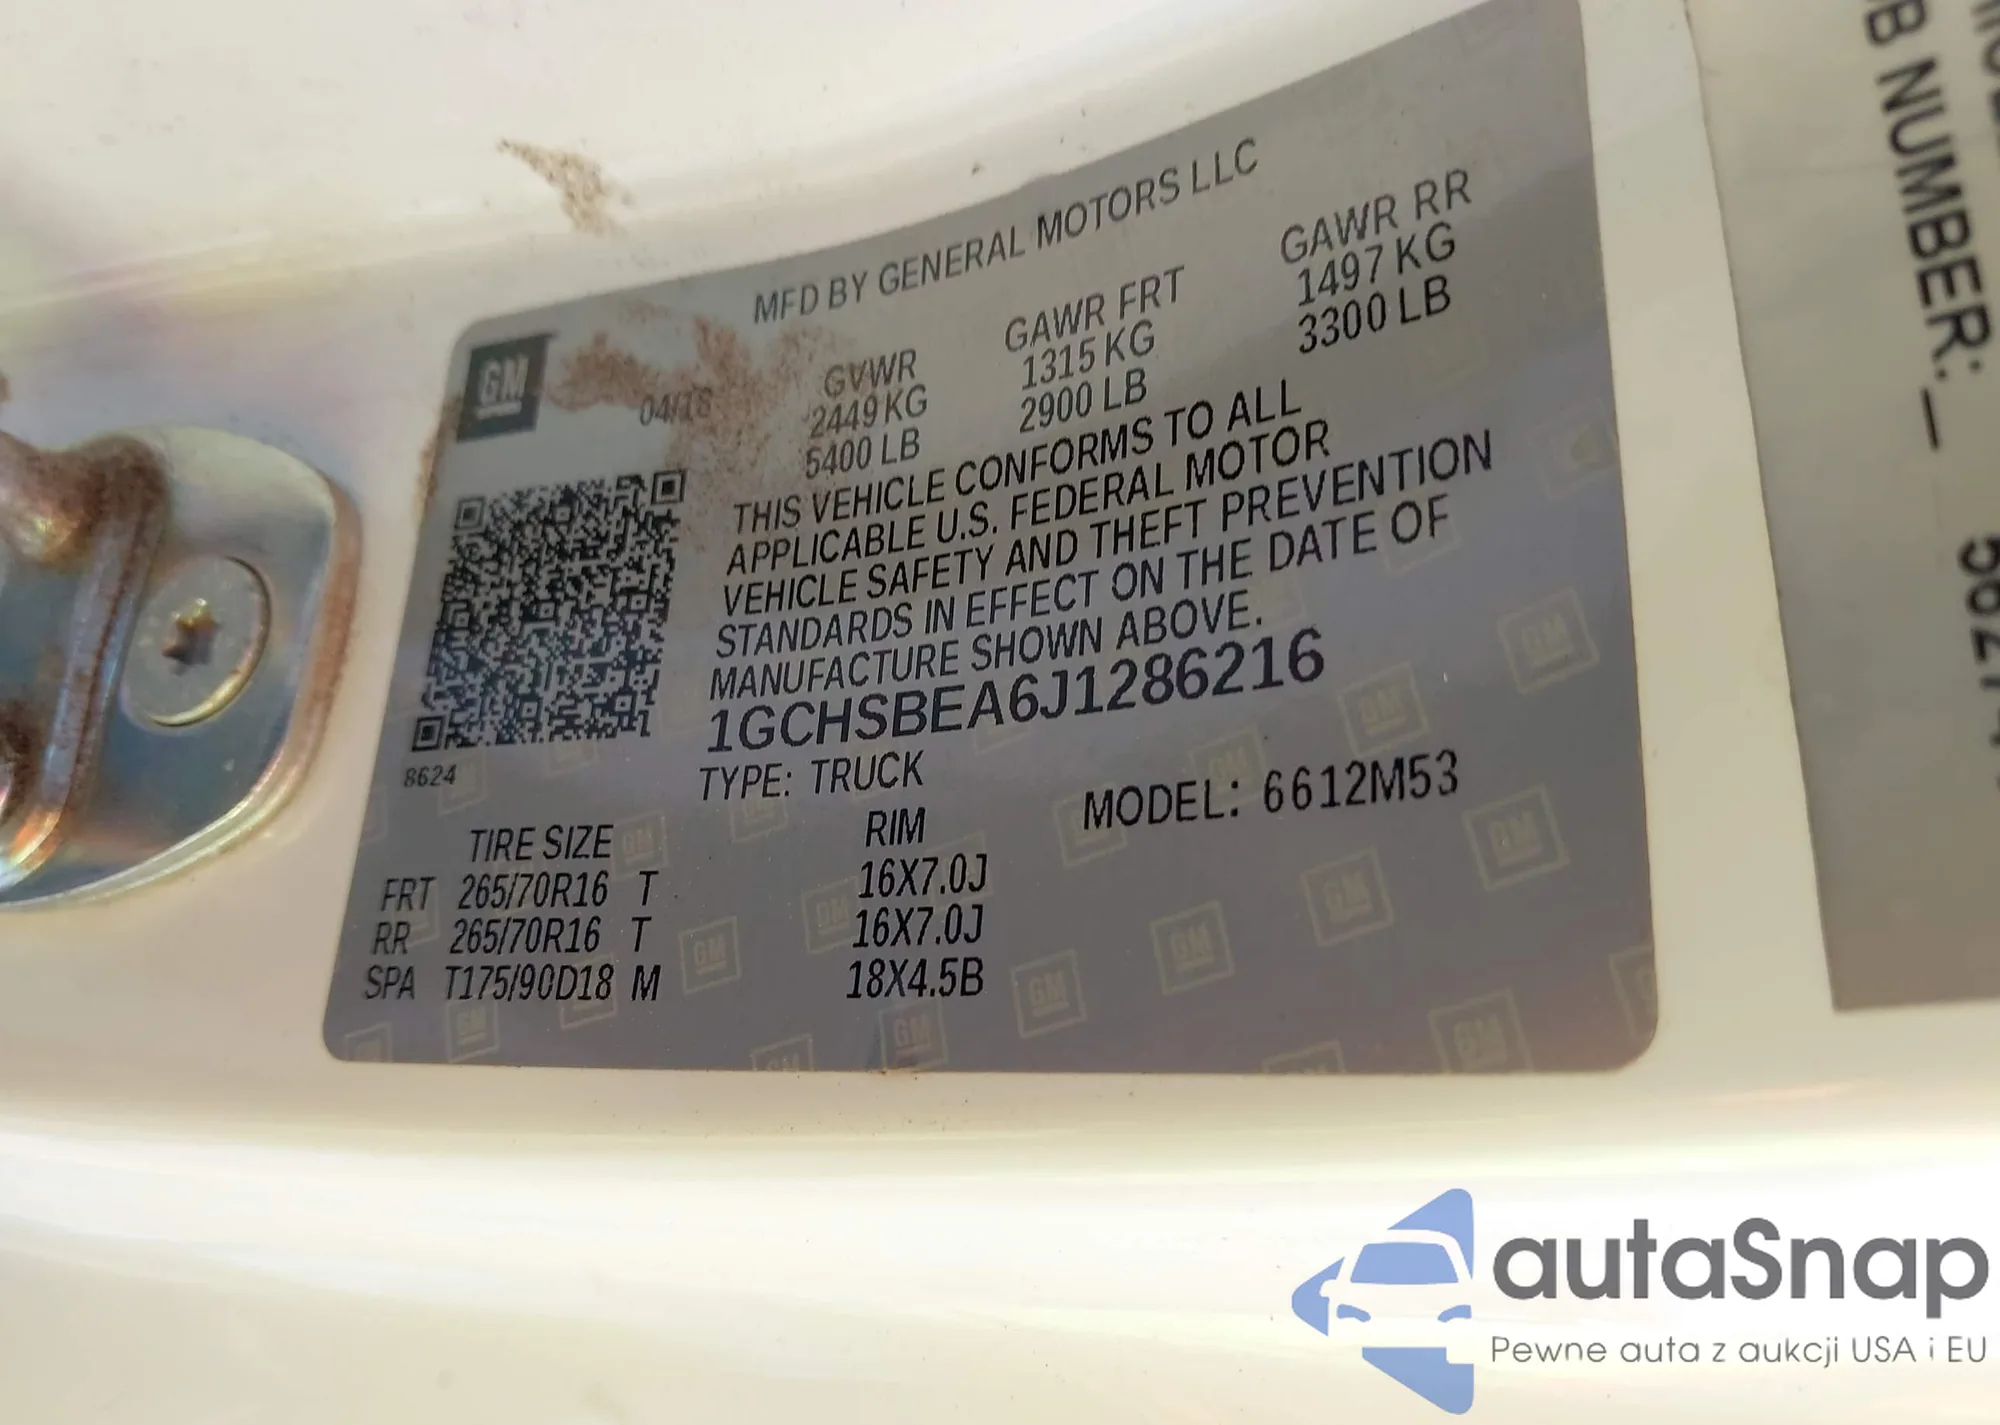 MFD BY GENERAL MOTORS LLC
GM
04/18
GVWR GAWR FRT GAWR RR
2449 KG 1315 KG 1497 KG
5400 LB 2900 LB 3300 LB
THIS VEHICLE CONFORMS TO ALL
APPLICABLE U.S. FEDERAL MOTOR
VEHICLE SAFETY AND THEFT PREVENTION
STANDARDS IN EFFECT ON THE DATE OF
MANUFACTURE SHOWN ABOVE.
1GCHSBEA6J1286216
8624
TYPE: TRUCK MODEL: 6612M53
TIRE SIZE RIM
FRT 265/70R16 T 16X7.0J
RR 265/70R16 T 16X7.0J
SPA T175/90D18 M 18X4.5B
NUMBER:
autaSnap
Pewne auta z aukcji USA i EU